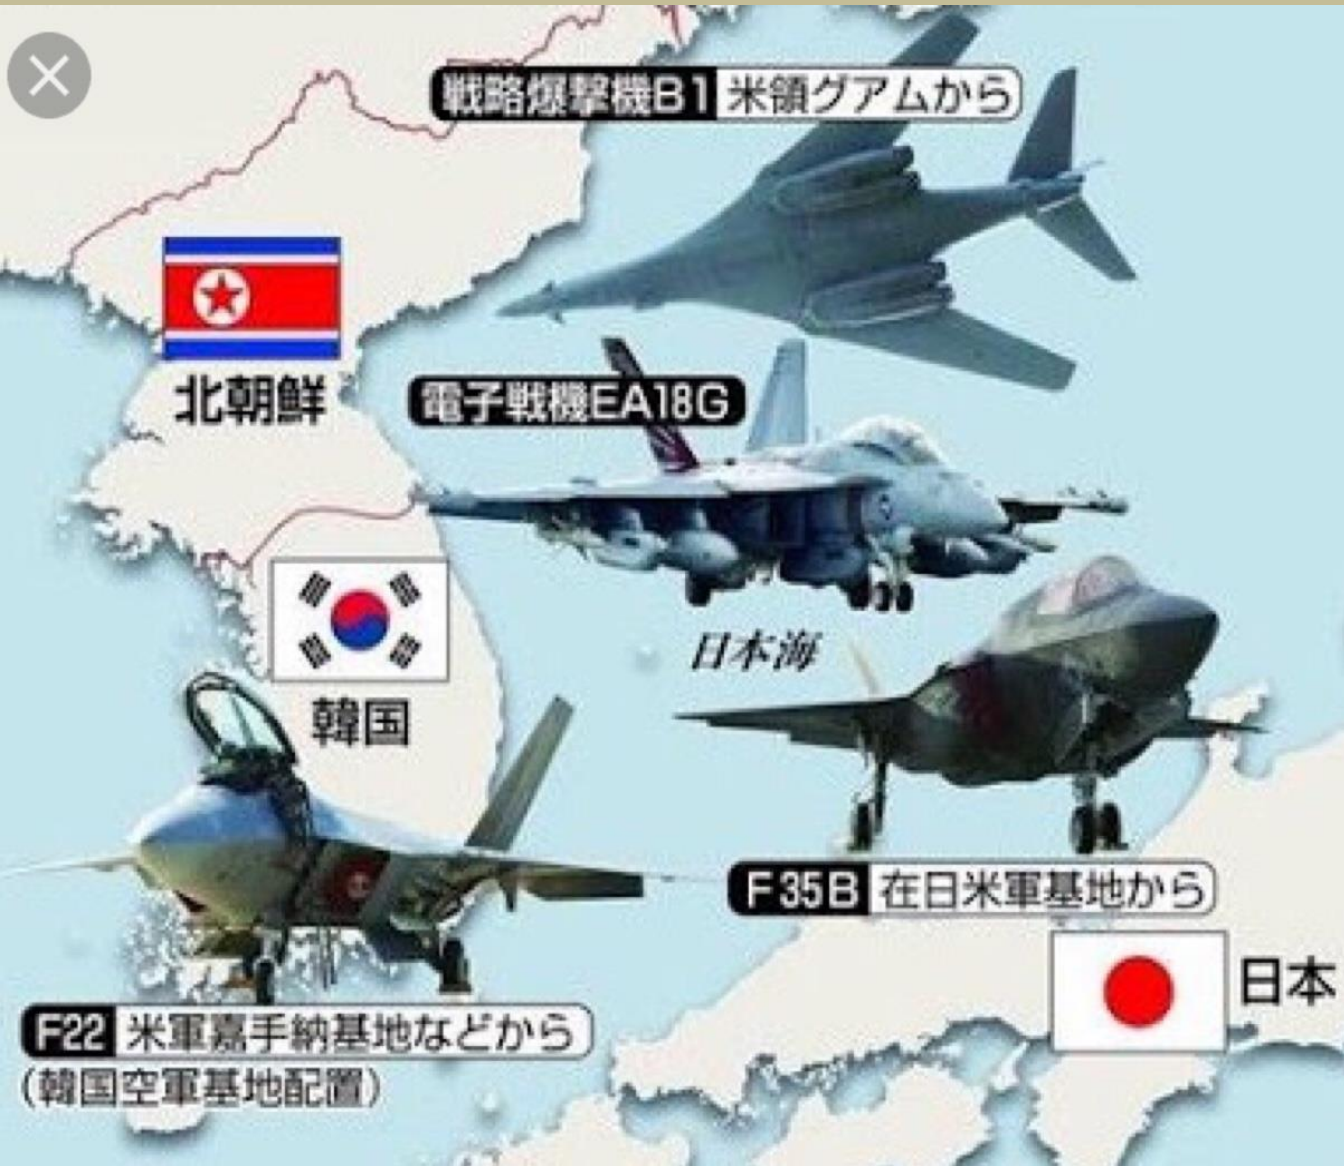 戦略爆撃機B1 米領グアムから
北朝鮮
電子戦機EA18G
日本海
韓国
F35B 在日米軍基地から
日本
F22 米軍嘉手納基地などから
(韓国空軍基地配置)